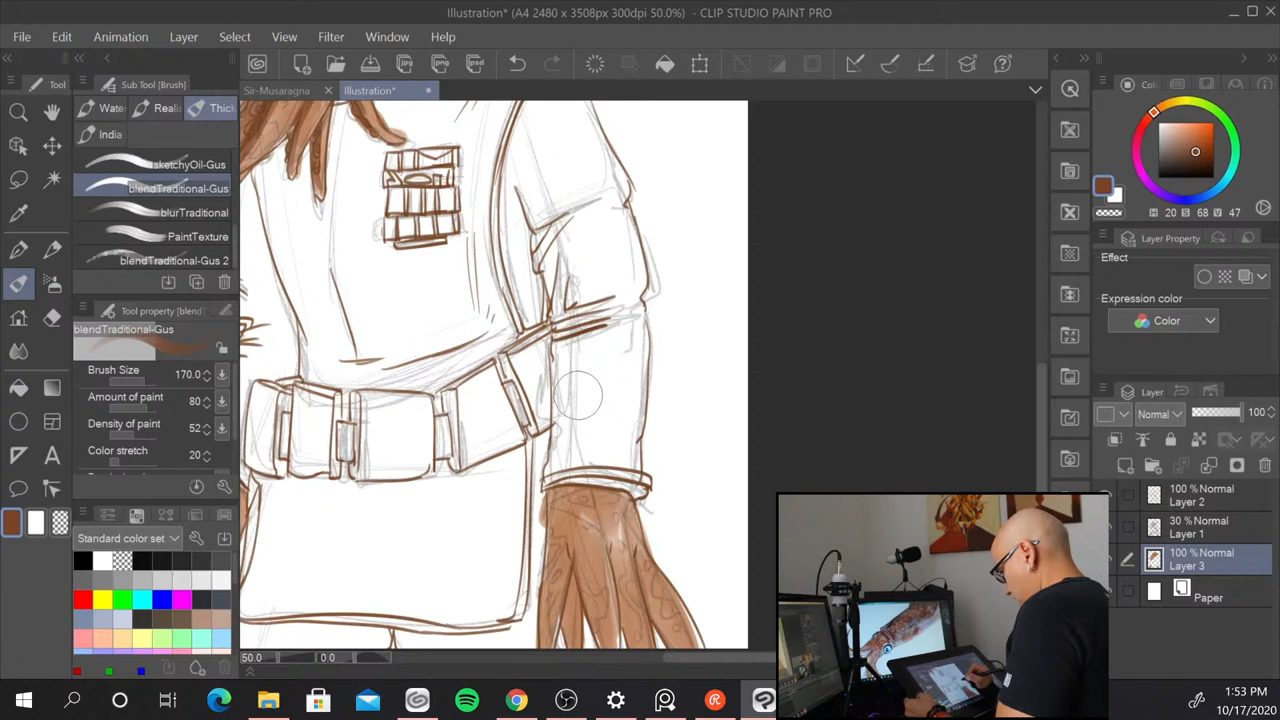 Illustration* (A4 2480 x 3508px 300dpi 50.0%) - CLIP STUDIO PAINT PRO
File Edit Animation Layer Select View Filter Window Help
Tool
Sub Tool [Brush]
Sir-Musaragna
Illustration*
Wate
Reali
Thick
India
sketchyOil-Gus
blendTraditional-Gus
blurTraditional
PaintTexture
blendTraditional-Gus 2
Tool property [blend
blendTraditional-Gus
Brush Size 170.0
Amount of paint 80
Density of paint 52
Color stretch 20
Standard color set
50.0
0.0
H 20 S 68 V 47
Layer Property
Effect
Expression color
Color
Layer
Normal
100
100 % Normal
Layer 2
30 % Normal
Layer 1
100 % Normal
Layer 3
Paper
1:53 PM
10/17/2020